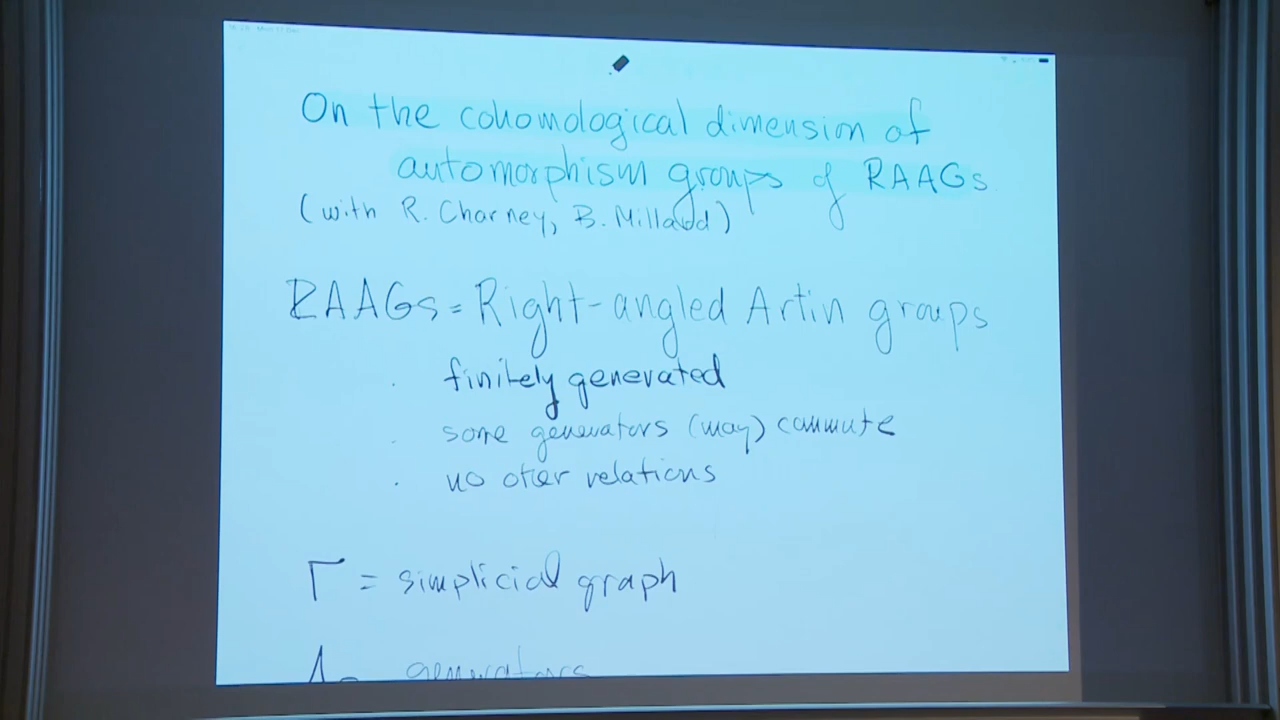 On the cohomological dimension of
automorphism groups of RAAGs
(with R. Charney, B. Millard)
RAAGs = Right-angled Artin groups
· finitely generated
· some generators (may) commute
· no other relations
Γ = simplicial graph
generators